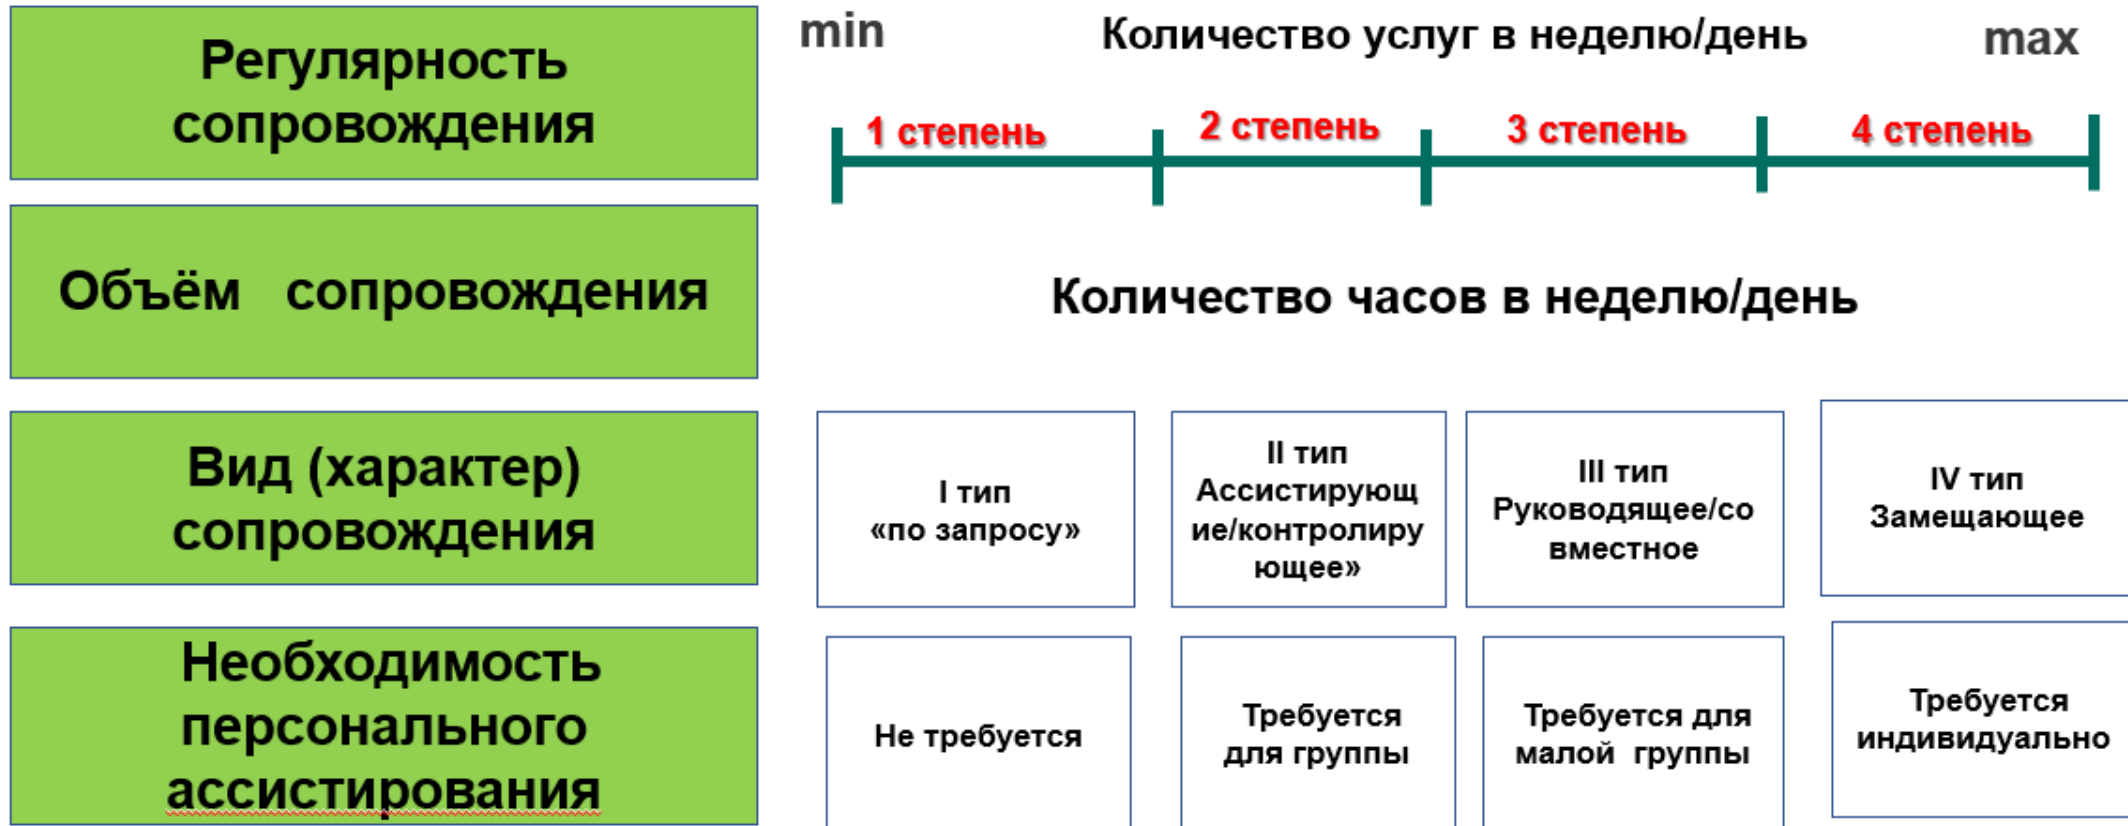 Регулярность
сопровождения
min
Количество услуг в неделю/день
max
1 степень
2 степень
3 степень
4 степень
Объём сопровождения
Количество часов в неделю/день
Вид (характер)
сопровождения
I тип
«по запросу»
II тип
Ассистирующ
ие/контролиру
ющее»
III тип
Руководящее/со
вместное
IV тип
Замещающее
Необходимость
персонального
ассистирования
Не требуется
Требуется
для группы
Требуется для
малой группы
Требуется
индивидуально